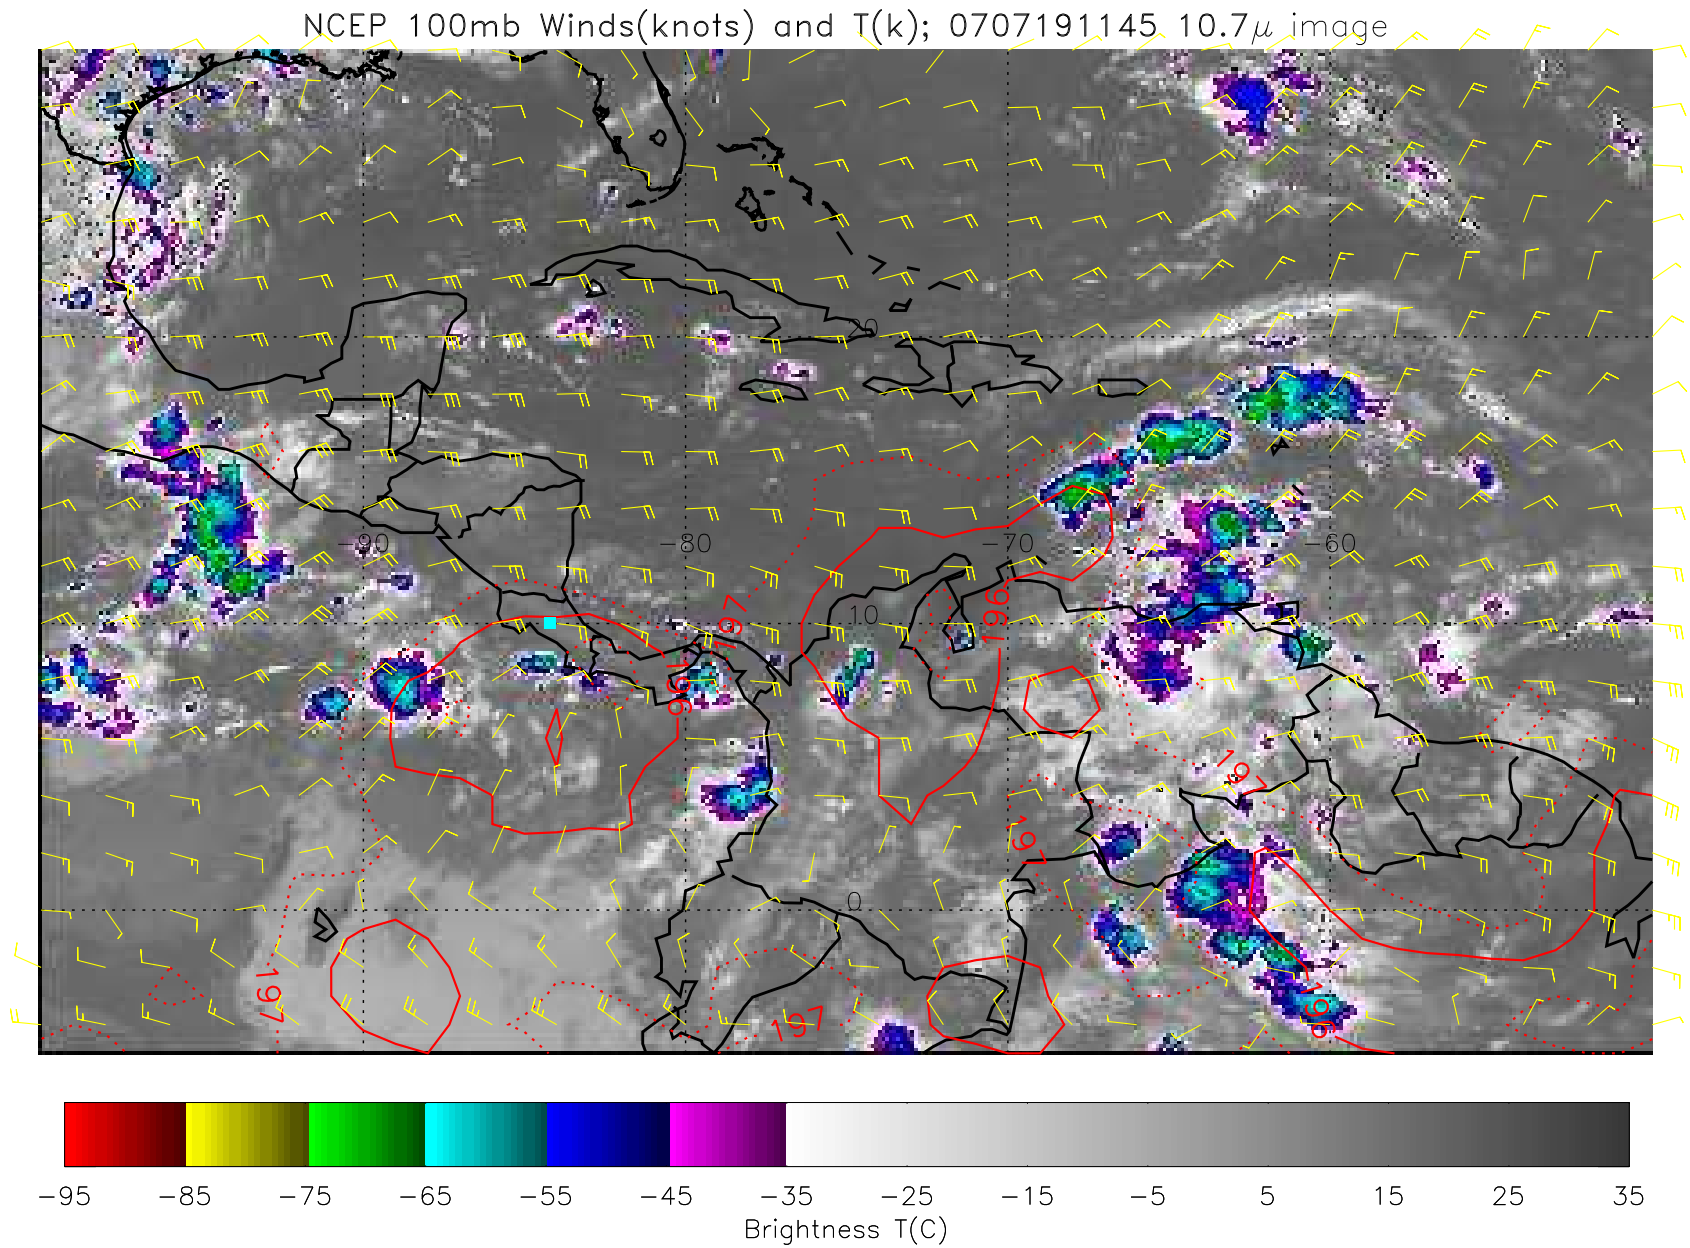 NCEP 100mb Winds(knots) and T(k); 0707191145 10.7μ image
20
-90 -80 -70 -60
197 10 196
196
197
197
0
197 197 196
-95 -85 -75 -65 -55 -45 -35 -25 -15 -5 5 15 25 35
Brightness T(C)